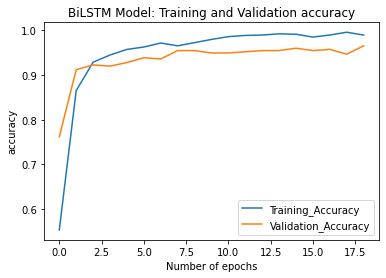 BiLSTM Model: Training and Validation accuracy
1.0
0.9
0.8
0.7
0.6
accuracy
Training_Accuracy
Validation_Accuracy
0.0 2.5 5.0 7.5 10.0 12.5 15.0 17.5
Number of epochs